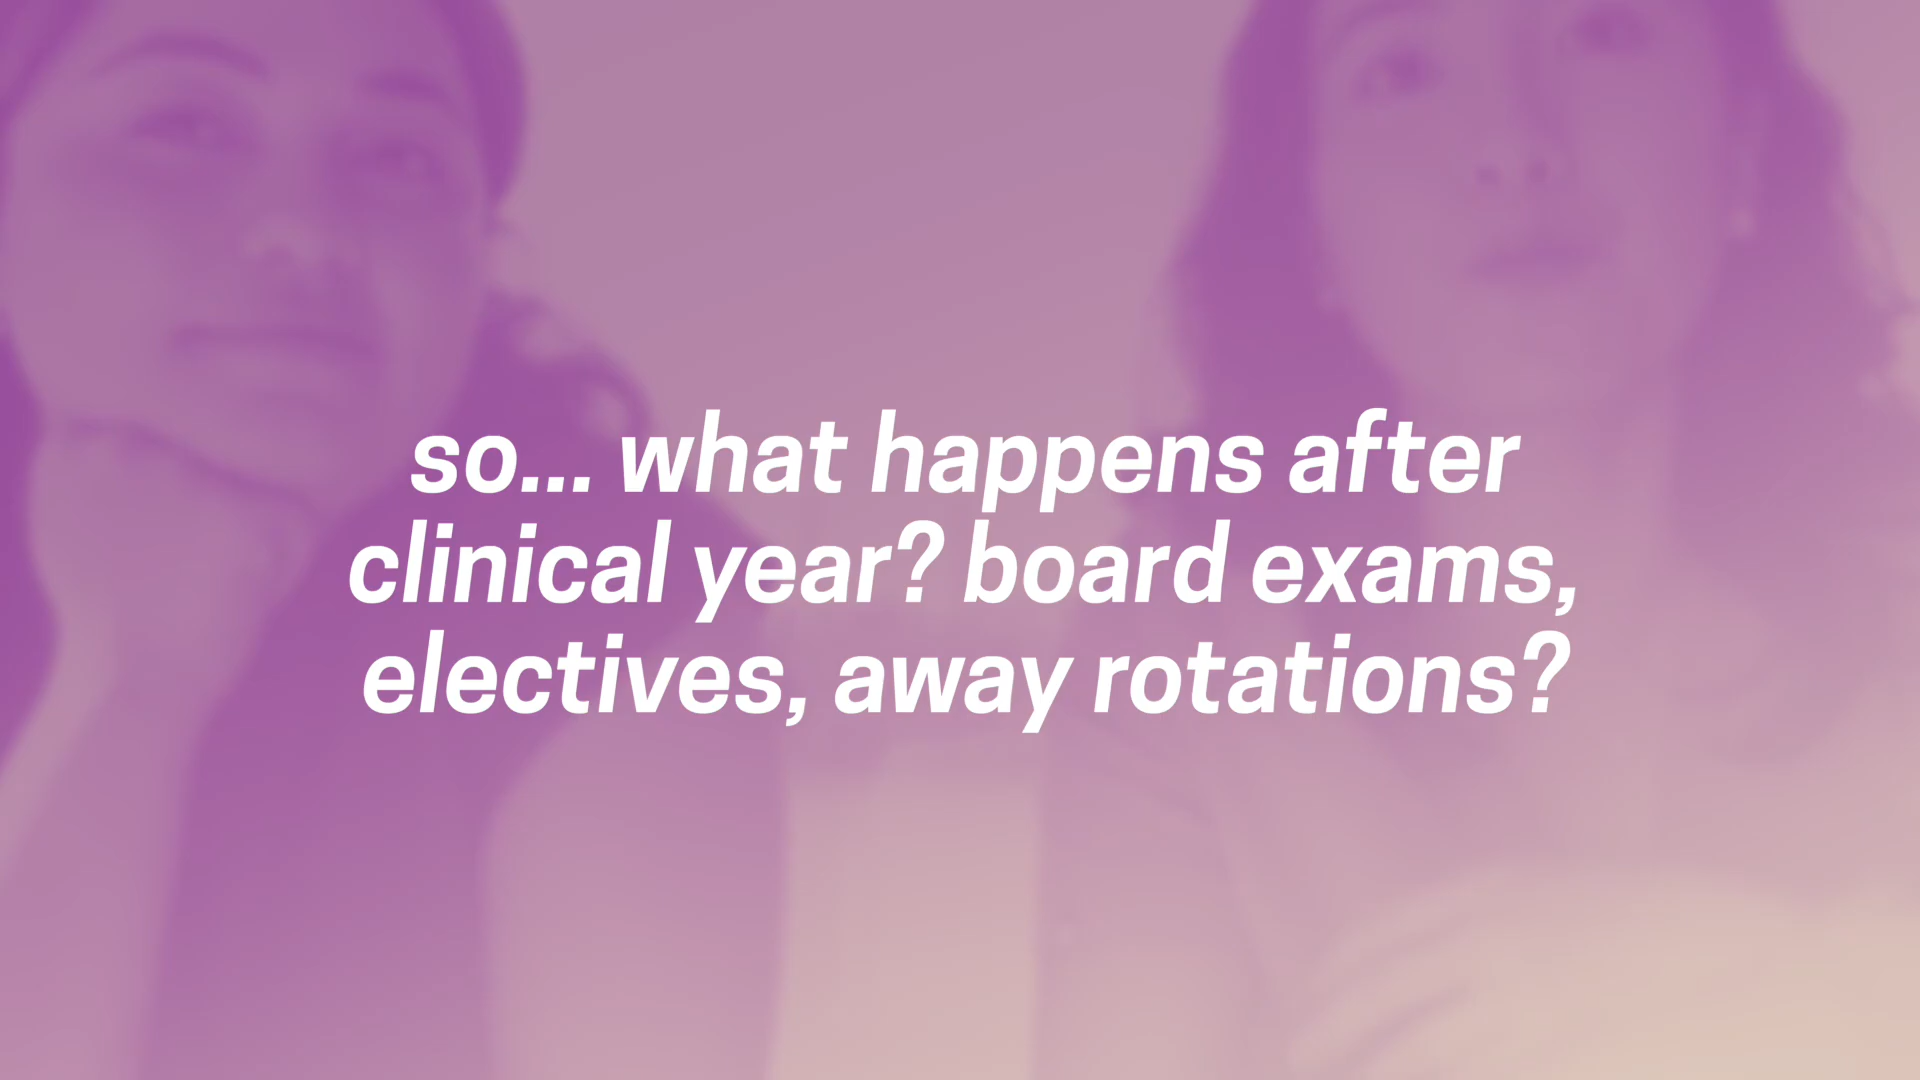 so... what happens after
clinical year? board exams,
electives, away rotations?